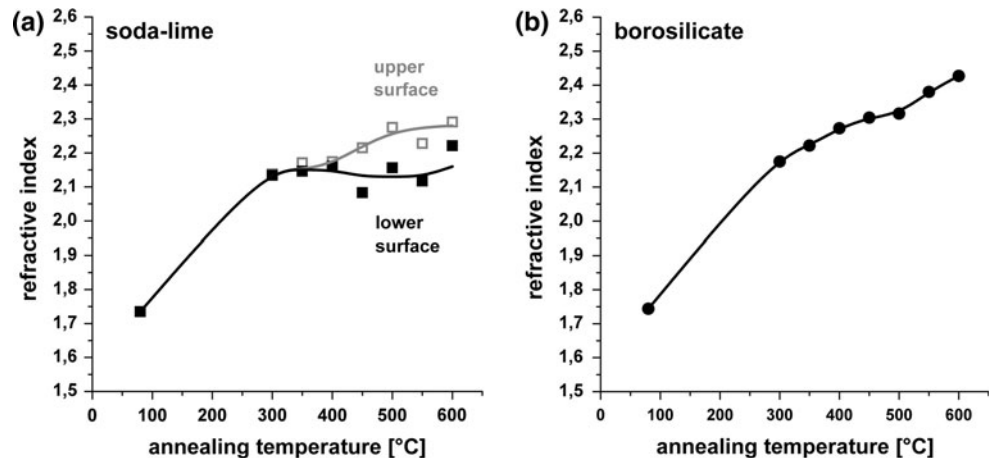 (a)
soda-lime
upper
surface
lower
surface
refractive index
2,6
2,5
2,4
2,3
2,2
2,1
2,0
1,9
1,8
1,7
1,6
1,5
0 100 200 300 400 500 600
annealing temperature [°C]
(b)
borosilicate
refractive index
2,6
2,5
2,4
2,3
2,2
2,1
2,0
1,9
1,8
1,7
1,6
1,5
0 100 200 300 400 500 600
annealing temperature [°C]